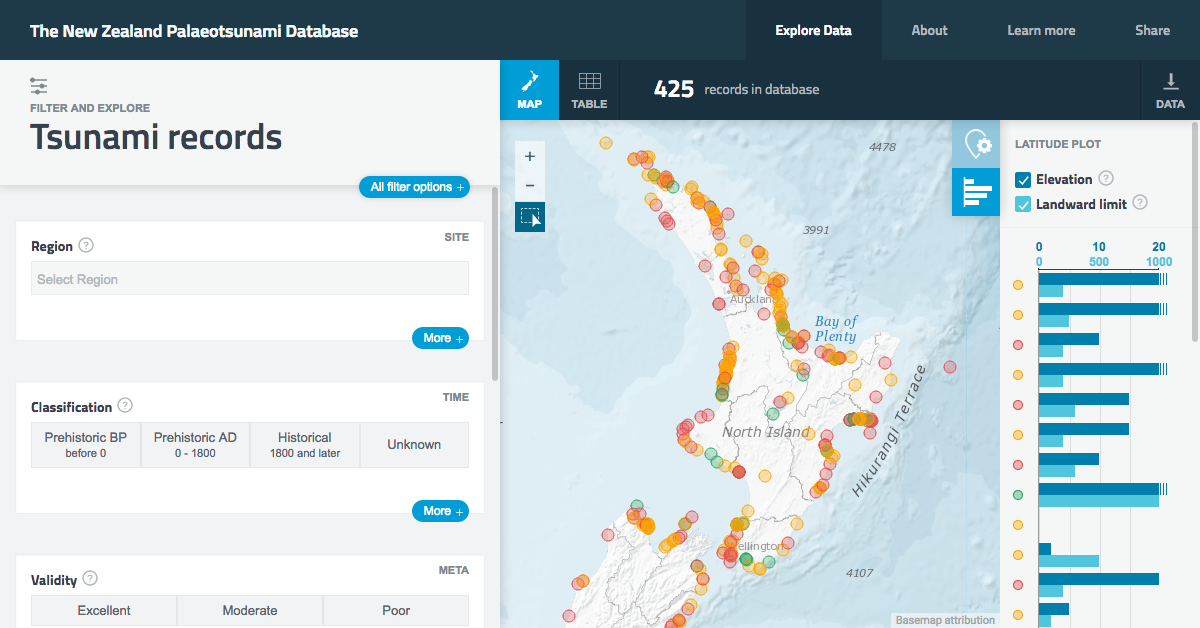 The New Zealand Palaeotsunami Database
Explore Data
About
Learn more
Share
FILTER AND EXPLORE
Tsunami records
All filter options +
Region ?
SITE
Select Region
More +
Classification ?
TIME
Prehistoric BP
before 0
Prehistoric AD
0 - 1800
Historical
1800 and later
Unknown
More +
Validity ?
META
Excellent
Moderate
Poor
MAP
TABLE
425 records in database
DATA
+
−
4478
3991
Auckland
Bay of
Plenty
North Island
Hikurangi Terrace
ellington
4107
Basemap attribution
LATITUDE PLOT
Elevation ?
Landward limit ?
0 10 20
0 500 1000